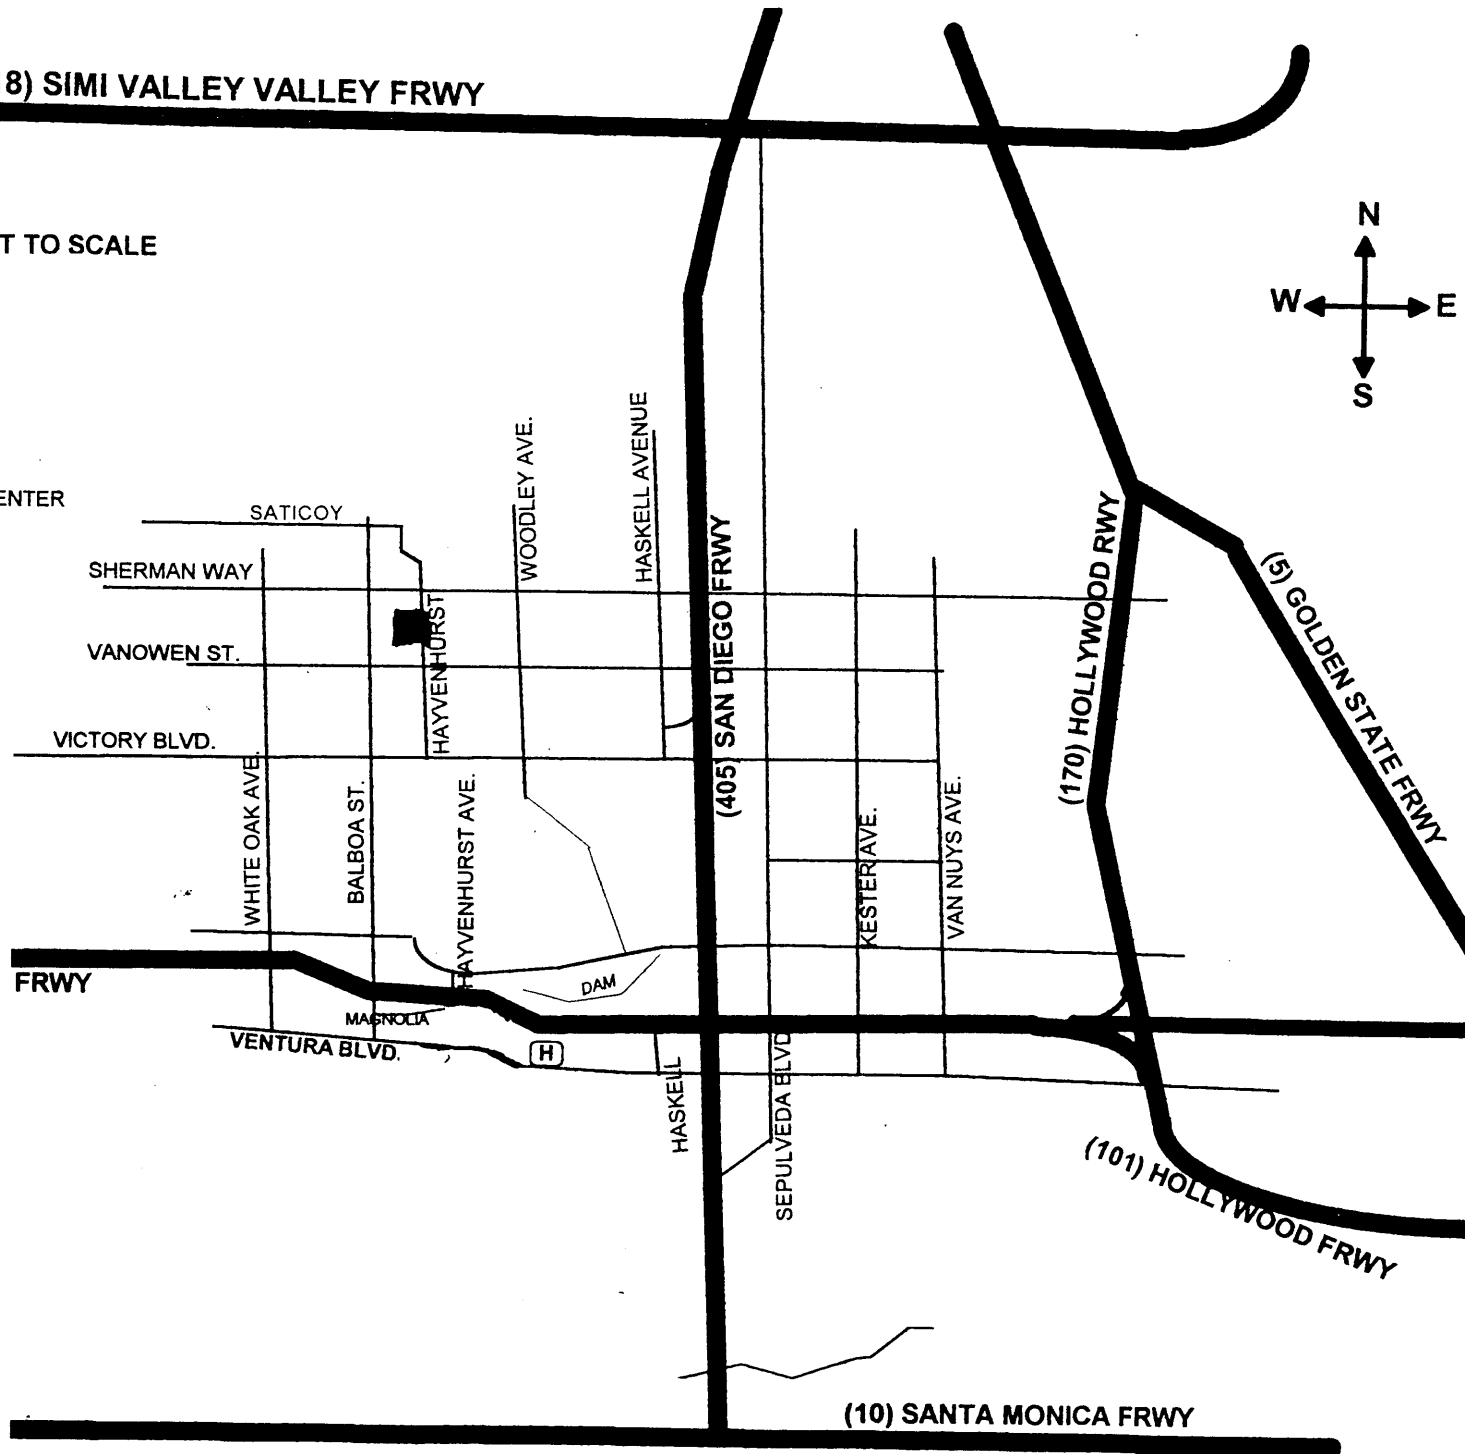 8) SIMI VALLEY VALLEY FRWY
T TO SCALE
N
W E
S
ENTER
SATICOY
SHERMAN WAY
VANOWEN ST.
VICTORY BLVD.
WHITE OAK AVE.
BALBOA ST.
HAYVENHURST
HAYVENHURST AVE.
WOODLEY AVE.
HASKELL AVENUE
(405) SAN DIEGO FRWY
KESTER AVE.
VAN NUYS AVE.
(170) HOLLYWOOD RWY
(5) GOLDEN STATE FRWY
FRWY
DAM
MAGNOLIA
VENTURA BLVD.
H
HASKELL
SEPULVEDA BLVD
(101) HOLLYWOOD FRWY
(10) SANTA MONICA FRWY